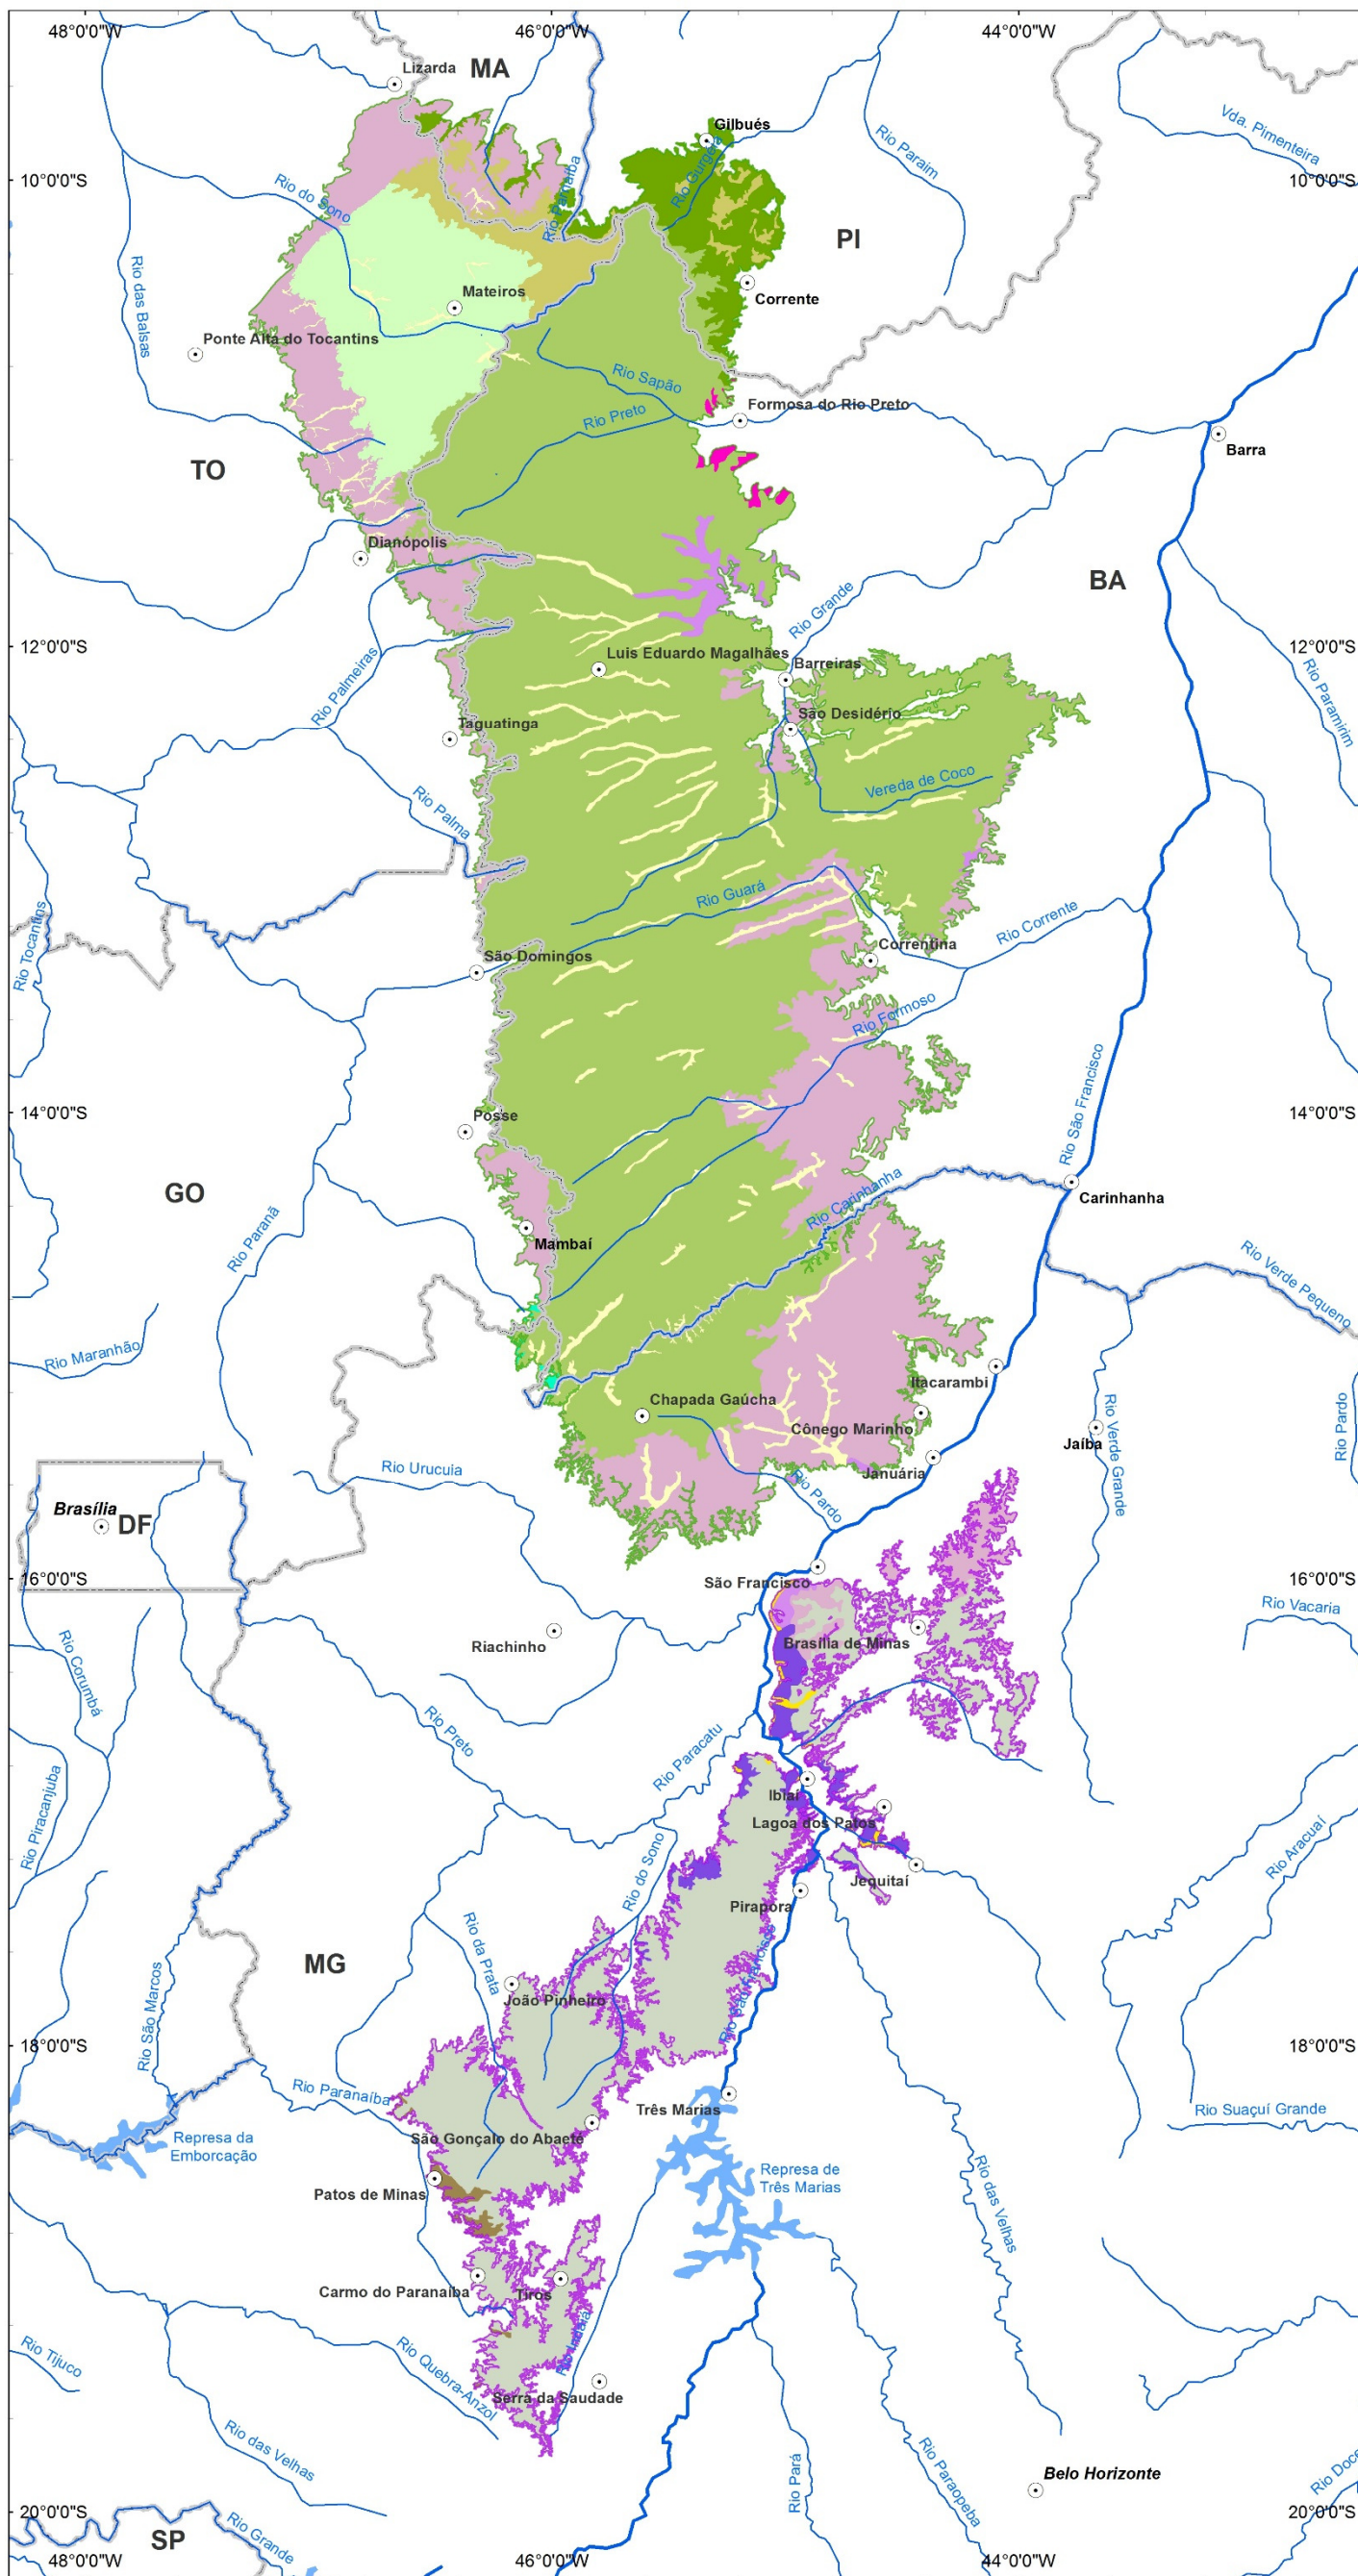 48°0'0"W
46°0'0"W
44°0'0"W
Lizarda
MA
Gilbués
Vda. Pimenteira
Rio Paraim
Rio Gurgéia
10°0'0"S
10°0'0"S
Rio do Sono
Rio Parnaíba
PI
Rio das Balsas
Mateiros
Corrente
Ponte Alta do Tocantins
Rio Sapão
Formosa do Rio Preto
Rio Preto
Barra
TO
Dianópolis
BA
Rio Grande
12°0'0"S
12°0'0"S
Luis Eduardo Magalhães
Barreiras
Rio Palmeiras
Rio Paramirim
São Desidério
Taguatinga
Vereda de Coco
Rio Palma
Rio Guará
Rio Tocantins
Rio Corrente
Correntina
São Domingos
Rio Formoso
Rio São Francisco
14°0'0"S
14°0'0"S
Posse
GO
Rio Carinhanha
Carinhanha
Rio Paranã
Mambaí
Rio Verde Pequeno
Rio Maranhão
Itacarambi
Chapada Gaúcha
Cônego Marinho
Rio Pardo
Rio Verde Grande
Jaíba
Rio Urucuia
Januária
Rio Pardo
Brasília
DF
16°0'0"S
São Francisco
16°0'0"S
Rio Vacaria
Brasília de Minas
Riachinho
Rio Corumbá
Rio Preto
Rio Paracatu
Ibiaí
Lagoa dos Patos
Rio Piracanjuba
Rio Aracuaí
Rio do Sono
Jequitaí
Pirapora
Rio da Prata
MG
Rio São Francisco
Rio São Marcos
João Pinheiro
18°0'0"S
18°0'0"S
Rio Paranaíba
Três Marias
Rio Suaçuí Grande
Represa da
Emborcação
São Gonçalo do Abaeté
Represa de
Três Marias
Patos de Minas
Rio das Velhas
Carmo do Paranaíba
Tiros
Rio Indaiá
Rio Tijuco
Rio Quebra-Anzol
Serra da Saudade
Rio das Velhas
Rio Pará
Rio Paraopeba
Belo Horizonte
Rio Doce
20°0'0"S
20°0'0"S
SP
Rio Grande
48°0'0"W
46°0'0"W
44°0'0"W